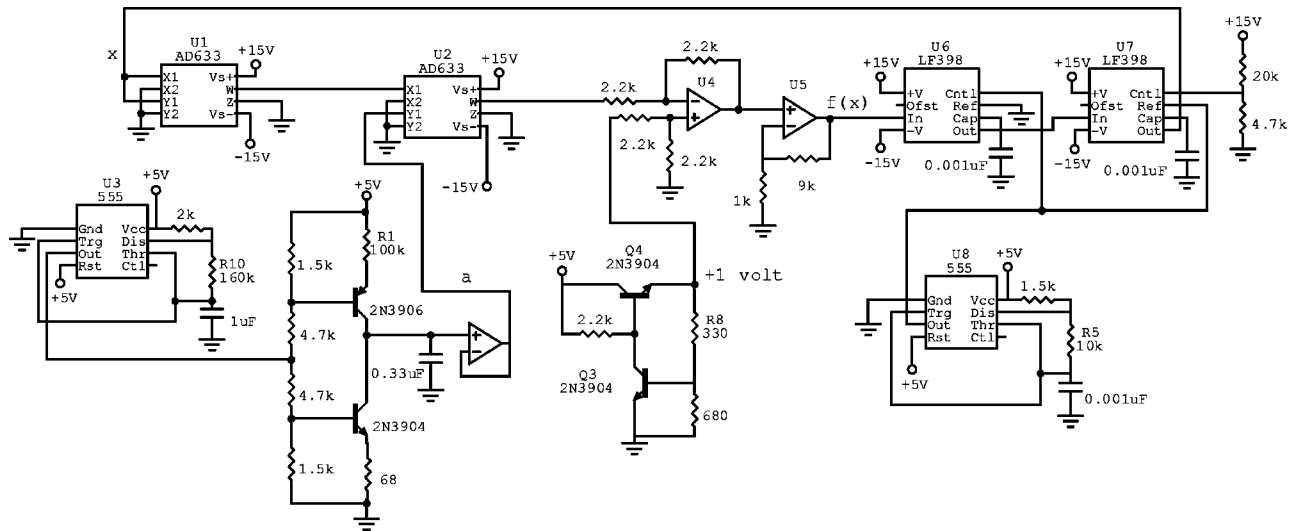 x
U1
AD633
+15V
X1 Vs+
X2 W
Y1 Z
Y2 Vs-
-15V
U2
AD633
+15V
X1 Vs+
X2 W
Y1 Z
Y2 Vs-
-15V
2.2k
2.2k
U4
2.2k
2.2k
U5
f(x)
9k
1k
U6
LF398
+15V
+V Cntl
Ofst Ref
In Cap
-V Out
-15V
0.001uF
U7
LF398
+15V
+V Cntl
Ofst Ref
In Cap
-V Out
-15V
0.001uF
+15V
20k
4.7k
U3
555
+5V
Gnd Vcc
Trg Dis
Out Thr
Rst Ctl
+5V
2k
R10
160k
1uF
+5V
R1
100k
1.5k
2N3906
4.7k
4.7k
2N3904
1.5k
68
0.33uF
a
Q4
2N3904
+5V
+1 volt
2.2k
R8
330
Q3
2N3904
680
U8
555
+5V
Gnd Vcc
Trg Dis
Out Thr
Rst Ctl
+5V
1.5k
R5
10k
0.001uF